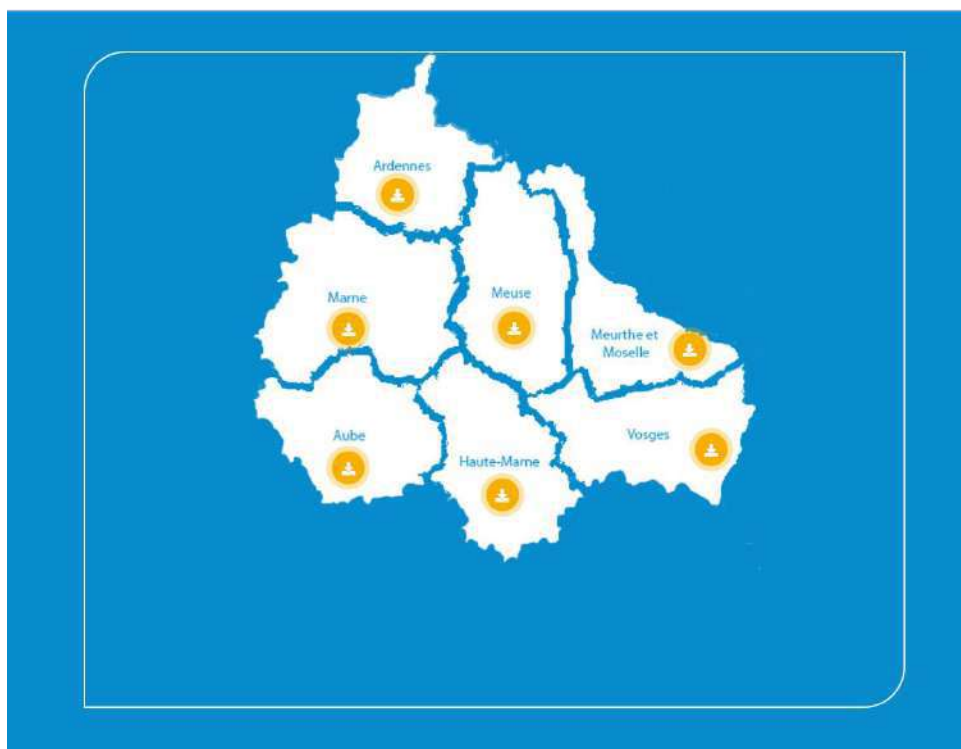 Ardennes
Marne
Meuse
Meurthe et
Moselle
Aube
Haute-Marne
Vosges